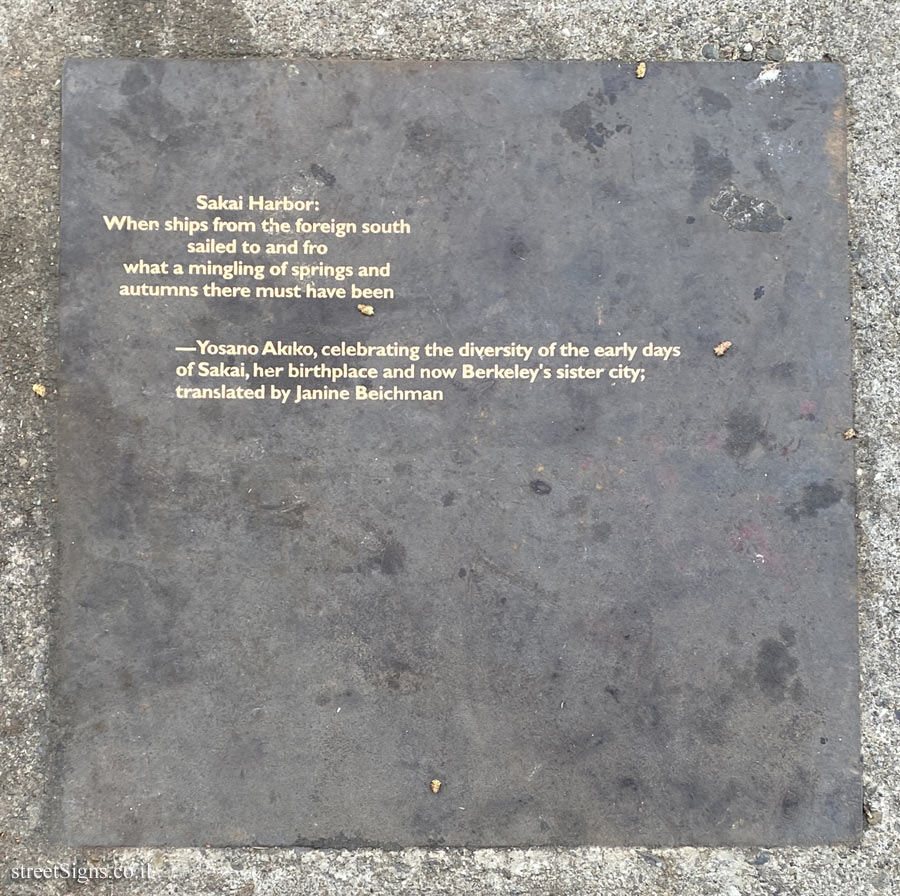 Sakai Harbor:
When ships from the foreign south
sailed to and fro
what a mingling of springs and
autumns there must have been
—Yosano Akiko, celebrating the diversity of the early days
of Sakai, her birthplace and now Berkeley's sister city;
translated by Janine Beichman
streetSigns.co.il